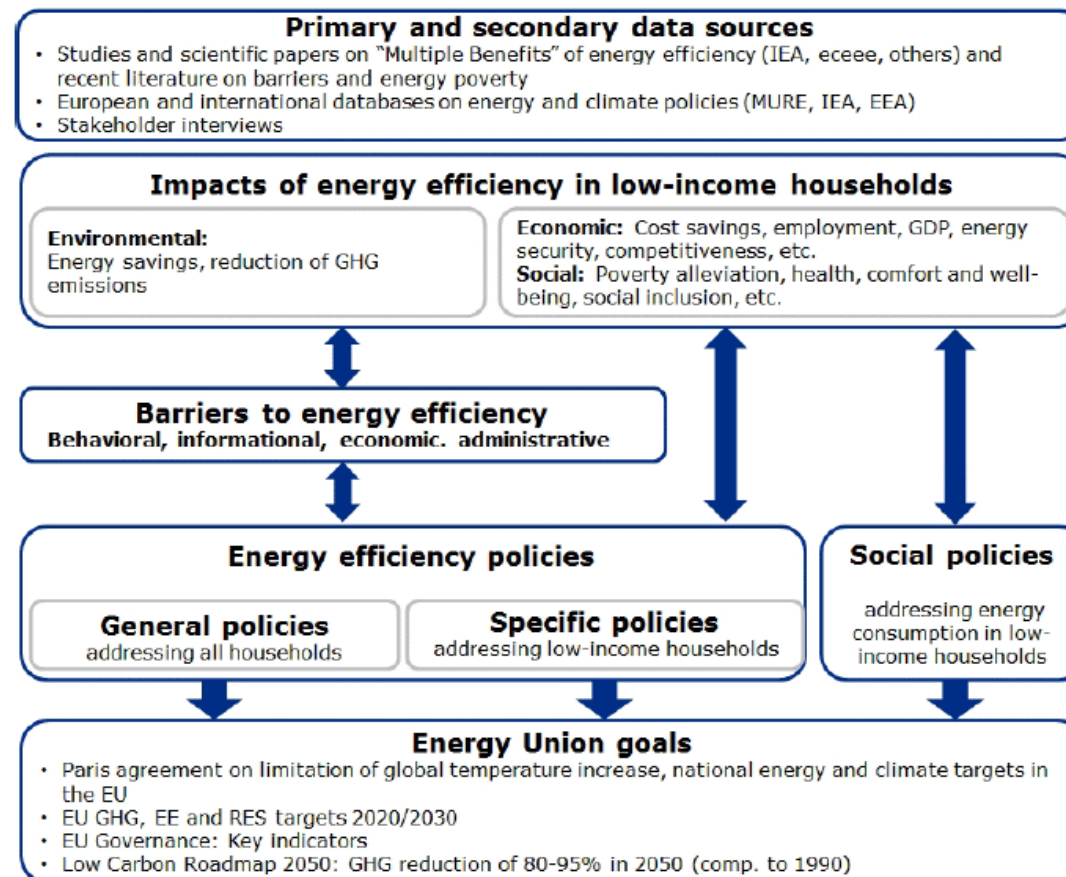 Primary and secondary data sources
• Studies and scientific papers on “Multiple Benefits” of energy efficiency (IEA, eceee, others) and
recent literature on barriers and energy poverty
• European and international databases on energy and climate policies (MURE, IEA, EEA)
• Stakeholder interviews
Impacts of energy efficiency in low-income households
Environmental:
Energy savings, reduction of GHG
emissions
Economic: Cost savings, employment, GDP, energy
security, competitiveness, etc.
Social: Poverty alleviation, health, comfort and well-
being, social inclusion, etc.
Barriers to energy efficiency
Behavioral, informational, economic. administrative
Energy efficiency policies
General policies
addressing all households
Specific policies
addressing low-income households
Social policies
addressing energy
consumption in low-
income households
Energy Union goals
• Paris agreement on limitation of global temperature increase, national energy and climate targets in
the EU
• EU GHG, EE and RES targets 2020/2030
• EU Governance: Key indicators
• Low Carbon Roadmap 2050: GHG reduction of 80-95% in 2050 (comp. to 1990)